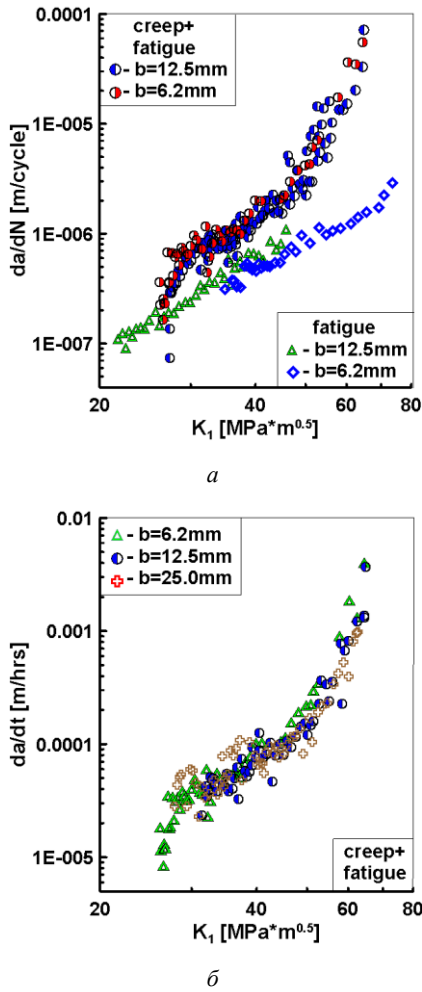 0.0001
creep+
fatigue
- b=12.5mm
- b=6.2mm
1E-005
da/dN [m/cycle]
1E-006
fatigue
- b=12.5mm
- b=6.2mm
1E-007
20 40 60 80
K1 [MPa*m^0.5]
а
0.01
- b=6.2mm
- b=12.5mm
- b=25.0mm
0.001
da/dt [m/hrs]
0.0001
creep+
fatigue
1E-005
20 40 60 80
K1 [MPa*m^0.5]
б